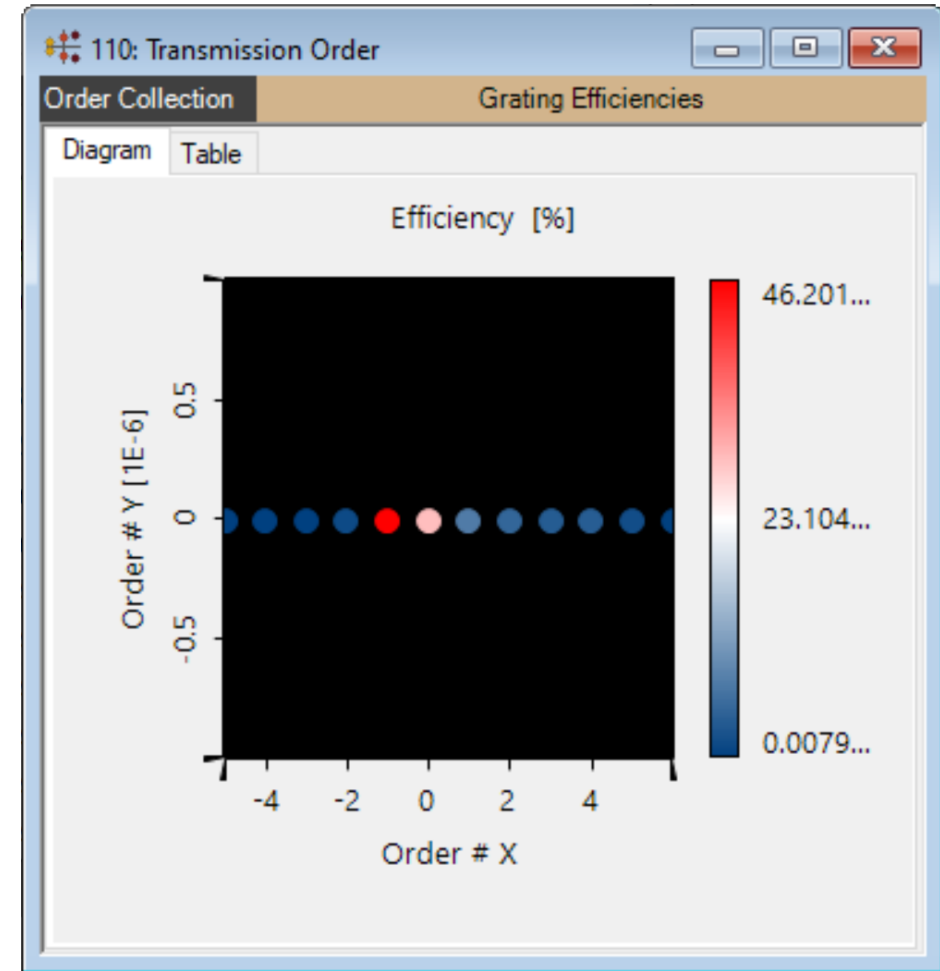 110: Transmission Order
Order Collection Grating Efficiencies
Diagram Table
Efficiency [%]
46.201...
23.104...
0.0079...
Order # Y [1E-6]
0.5
0
-0.5
-4 -2 0 2 4
Order # X